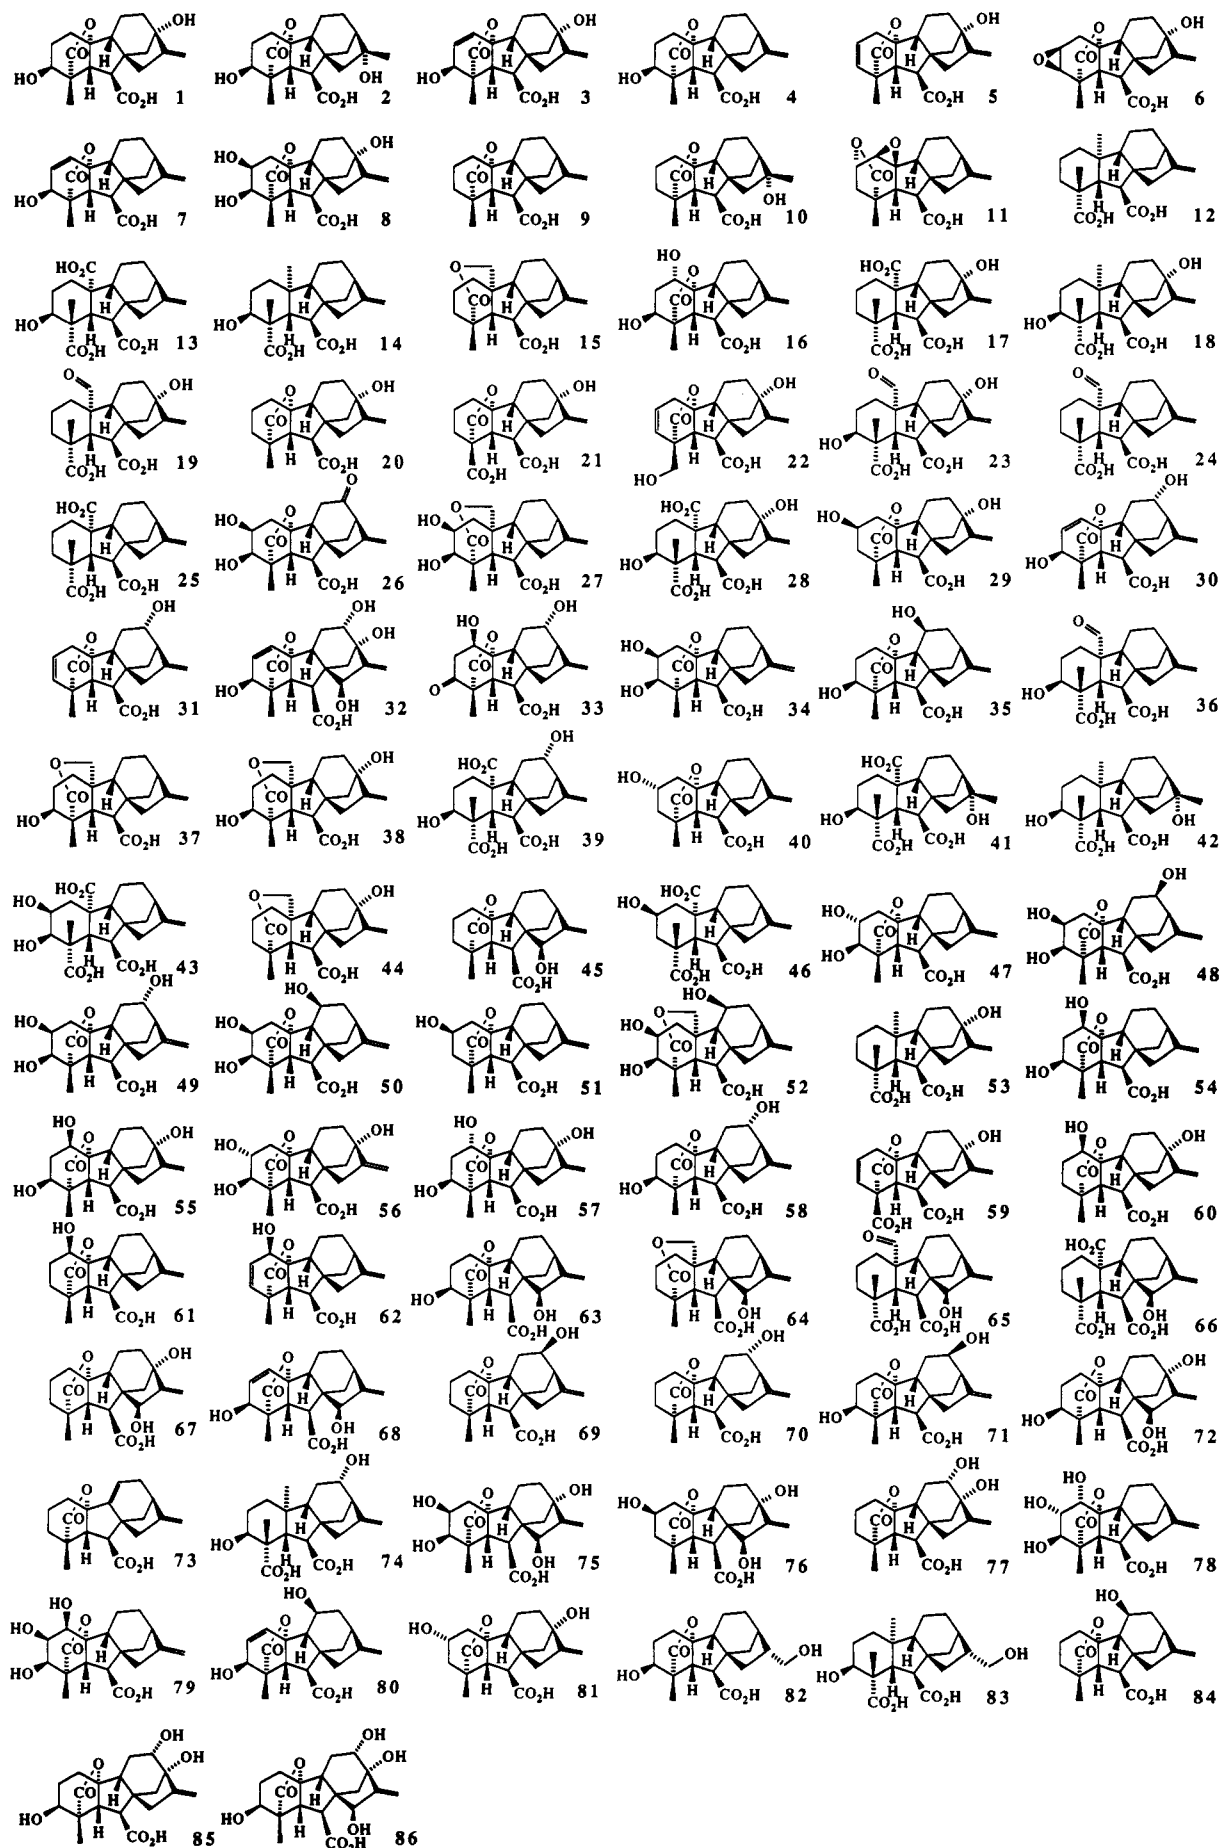 O OH CO H HO H CO₂H 1
O CO H HO OH H CO₂H 2
O OH CO H HO H CO₂H 3
O CO H HO H CO₂H 4
O OH CO H H CO₂H 5
O OH O CO H H CO₂H 6
O CO H HO H CO₂H 7
HO O OH CO H HO H CO₂H 8
O CO H H CO₂H 9
O CO H OH H CO₂H 10
O O CO H H CO₂H 11
H H CO₂H CO₂H 12
HO₂C H HO H CO₂H CO₂H 13
H HO H CO₂H CO₂H 14
O CO H H CO₂H 15
HO O CO H HO H CO₂H 16
HO₂C OH H H CO₂H CO₂H 17
OH H HO H CO₂H CO₂H 18
O OH H H CO₂H CO₂H 19
O OH CO H H CO₂H 20
O OH CO H H CO₂H CO₂H 21
O OH CO H H HO CO₂H 22
O OH H HO H CO₂H CO₂H 23
O H H CO₂H CO₂H 24
HO₂C H H CO₂H CO₂H 25
O HO O CO H HO H CO₂H 26
O HO CO H HO H CO₂H 27
HO₂C OH H HO H CO₂H CO₂H 28
HO O OH CO H H CO₂H 29
OH O CO H HO H CO₂H 30
OH O CO H H CO₂H 31
OH O OH CO H HO H OH CO₂H 32
OH HO O CO H O H CO₂H 33
HO O CO H HO H CO₂H 34
HO O CO H HO H CO₂H 35
O H HO H CO₂H CO₂H 36
O CO H HO H CO₂H 37
O OH CO H HO H CO₂H 38
OH HO₂C H HO H CO₂H CO₂H 39
HO O CO H H CO₂H 40
HO₂C H HO OH H CO₂H CO₂H 41
H HO OH H CO₂H CO₂H 42
HO₂C HO H HO H CO₂H CO₂H 43
O OH CO H H CO₂H 44
O CO H H OH CO₂H 45
HO₂C HO H H CO₂H CO₂H 46
HO O CO H HO H CO₂H 47
OH HO O CO H HO H CO₂H 48
OH HO O CO H HO H CO₂H 49
HO HO O CO H HO H CO₂H 50
HO O CO H H CO₂H 51
HO O HO CO H HO H CO₂H 52
OH H H CO₂H CO₂H 53
HO O CO H HO H CO₂H 54
HO O OH CO H HO H CO₂H 55
HO O OH CO H HO H CO₂H 56
HO O OH CO H HO H CO₂H 57
OH O CO H HO H CO₂H 58
O OH CO H H CO₂H CO₂H 59
HO O OH CO H H CO₂H 60
HO O CO H H CO₂H 61
HO O CO H H CO₂H 62
O CO H HO H OH CO₂H 63
O CO H H OH CO₂H 64
O H H OH CO₂H CO₂H 65
HO₂C H H OH CO₂H CO₂H 66
O OH CO H H OH CO₂H 67
O CO H HO H OH CO₂H 68
OH O CO H H CO₂H 69
OH O CO H H CO₂H 70
OH O CO H HO H CO₂H 71
O OH CO H HO H OH CO₂H 72
O CO H CO₂H 73
OH H HO H CO₂H CO₂H 74
HO O OH CO H HO H OH CO₂H 75
HO O OH CO H H OH CO₂H 76
OH O OH CO H H CO₂H 77
HO HO O CO H HO H CO₂H 78
HO HO O CO H HO H CO₂H 79
HO O CO H HO H CO₂H 80
HO O OH CO H H CO₂H 81
O CO H OH HO H CO₂H 82
H OH HO H CO₂H CO₂H 83
HO O CO H H CO₂H 84
OH O OH CO H HO H CO₂H 85
OH O OH CO H HO H OH CO₂H 86